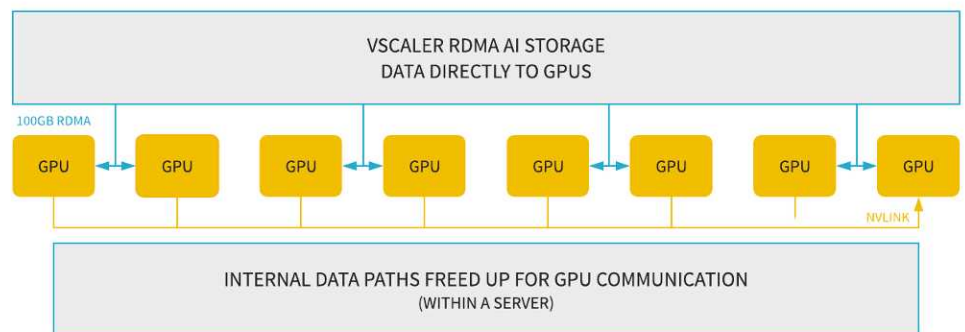 VSCALER RDMA AI STORAGE
DATA DIRECTLY TO GPUS
100GB RDMA
GPU GPU GPU GPU GPU GPU GPU GPU
NVLINK
INTERNAL DATA PATHS FREED UP FOR GPU COMMUNICATION
(WITHIN A SERVER)